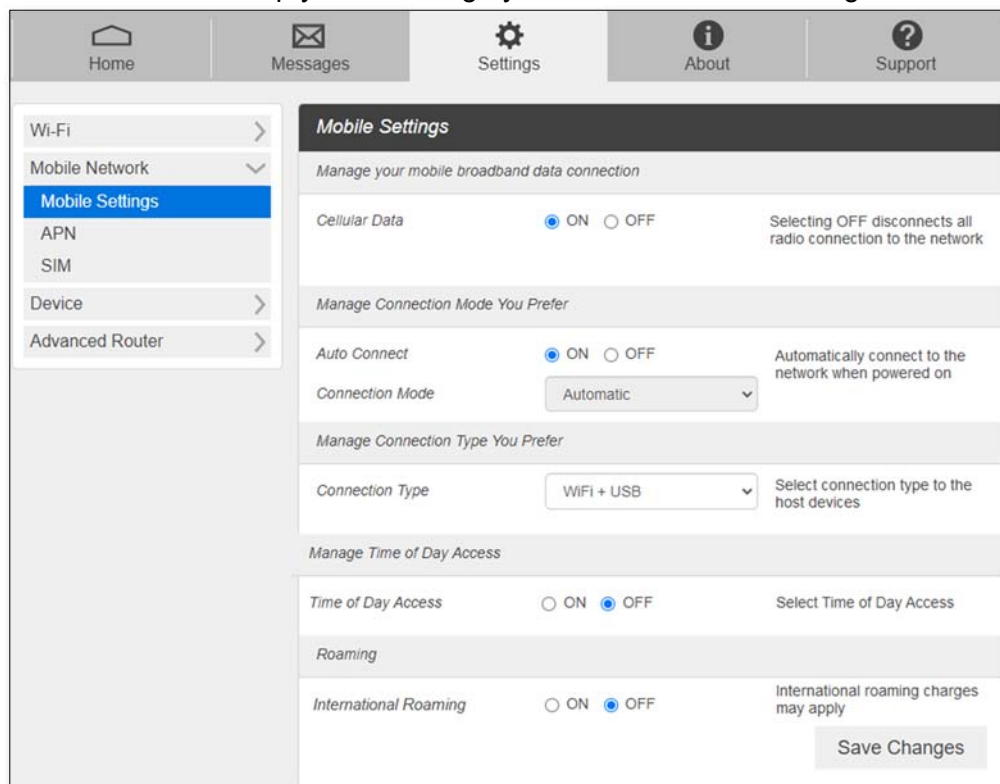 Home
Messages
Settings
About
Support
Wi-Fi
Mobile Network
Mobile Settings
APN
SIM
Device
Advanced Router
Mobile Settings
Manage your mobile broadband data connection
Cellular Data ON OFF Selecting OFF disconnects all
radio connection to the network
Manage Connection Mode You Prefer
Auto Connect ON OFF Automatically connect to the
network when powered on
Connection Mode Automatic
Manage Connection Type You Prefer
Connection Type WiFi + USB Select connection type to the
host devices
Manage Time of Day Access
Time of Day Access ON OFF Select Time of Day Access
Roaming
International Roaming ON OFF International roaming charges
may apply
Save Changes